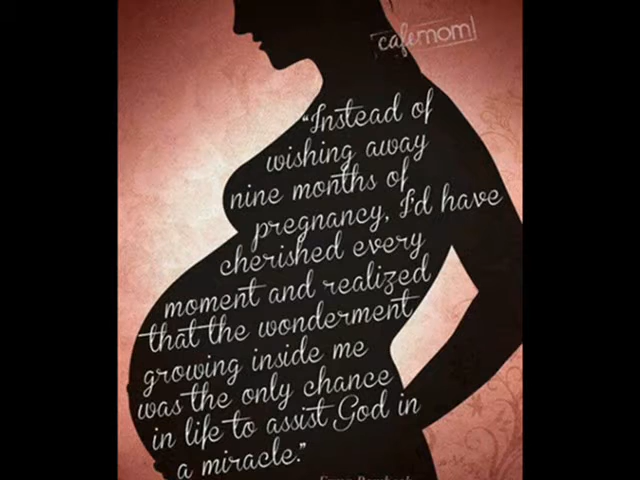 cafemom
“Instead of
wishing away
nine months of
pregnancy, I'd have
cherished every
moment and realized
that the wonderment
growing inside me
was the only chance
in life to assist God in
a miracle.”